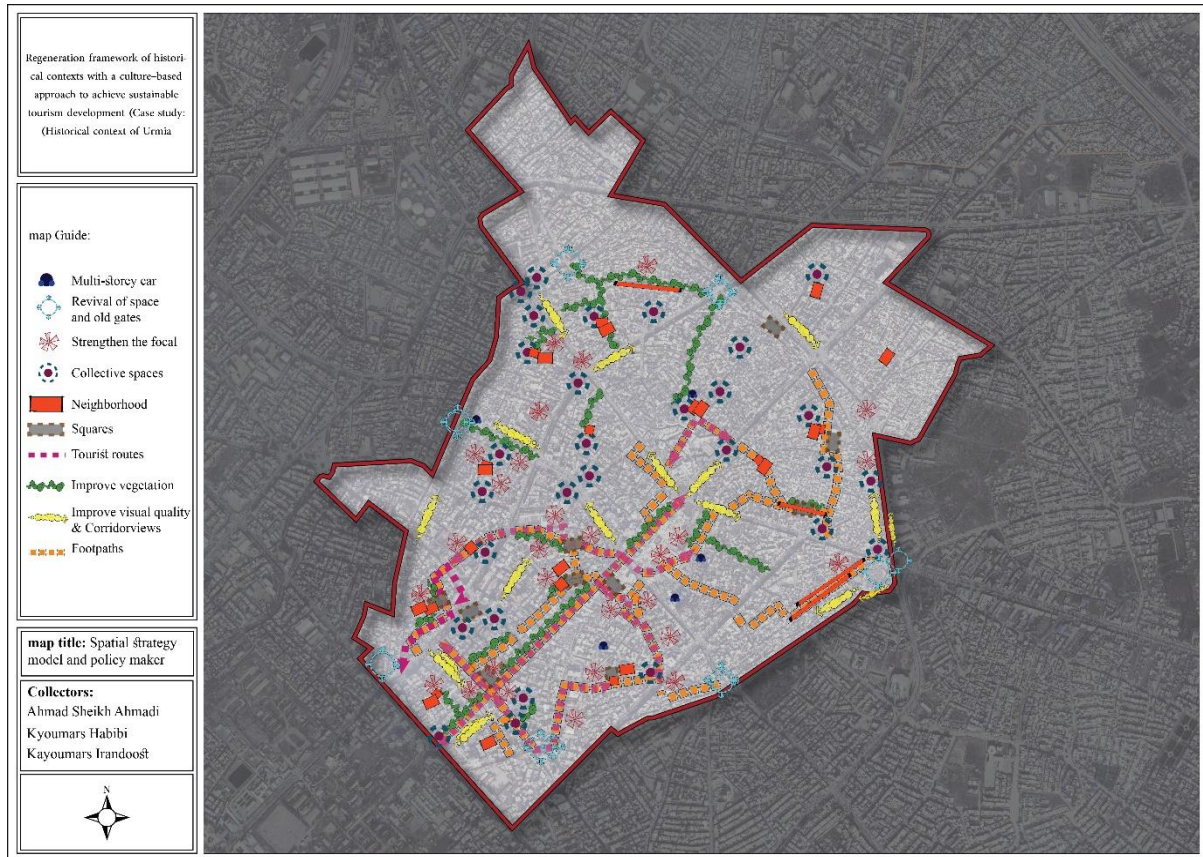 Regeneration framework of histori-
cal contexts with a culture-based
approach to achieve sustainable
tourism development (Case study:
(Historical context of Urmia
map Guide:
Multi-storey car
Revival of space
and old gates
Strengthen the focal
Collective spaces
Neighborhood
Squares
Tourist routes
Improve vegetation
Improve visual quality
& Corridorviews
Footpaths
map title: Spatial strategy
model and policy maker
Collectors:
Ahmad Sheikh Ahmadi
Kyoumars Habibi
Kayoumars Irandoost
N